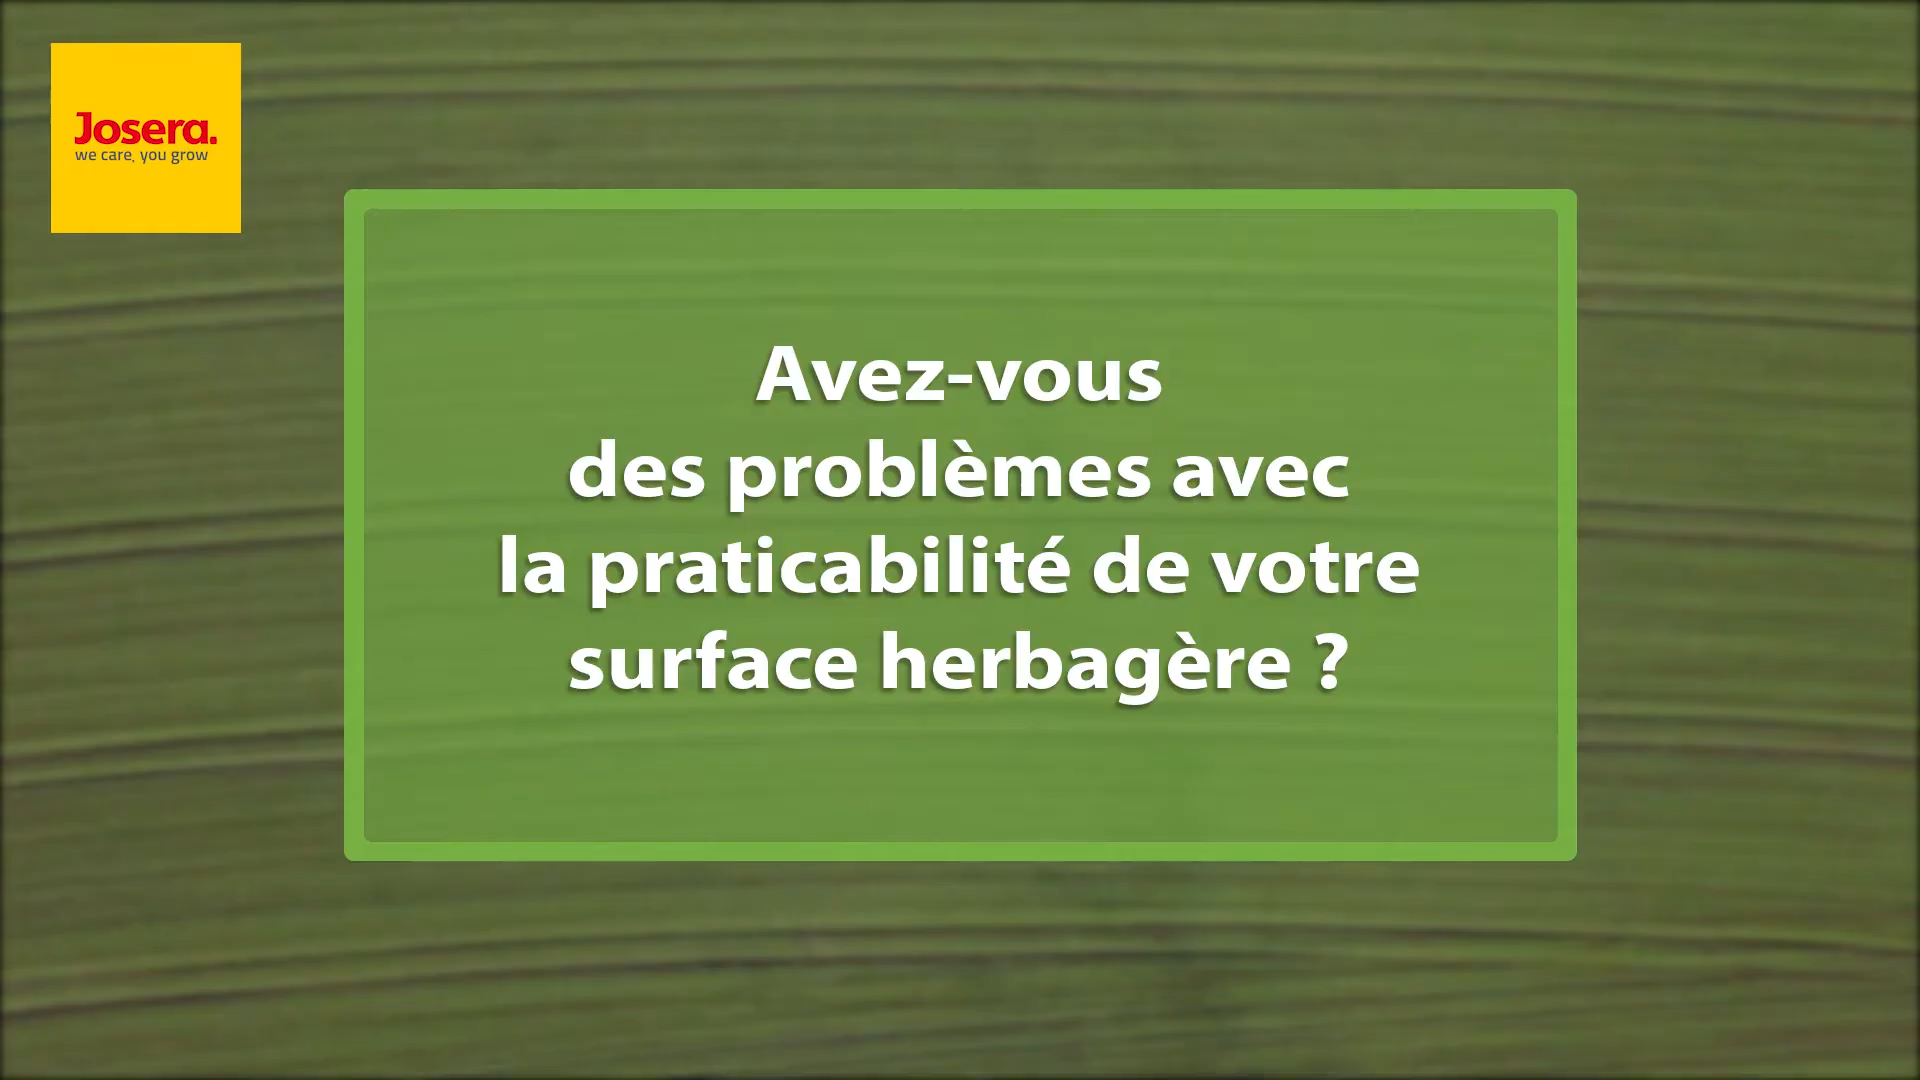 Josera.
we care, you grow
Avez-vous
des problèmes avec
la praticabilité de votre
surface herbagère ?